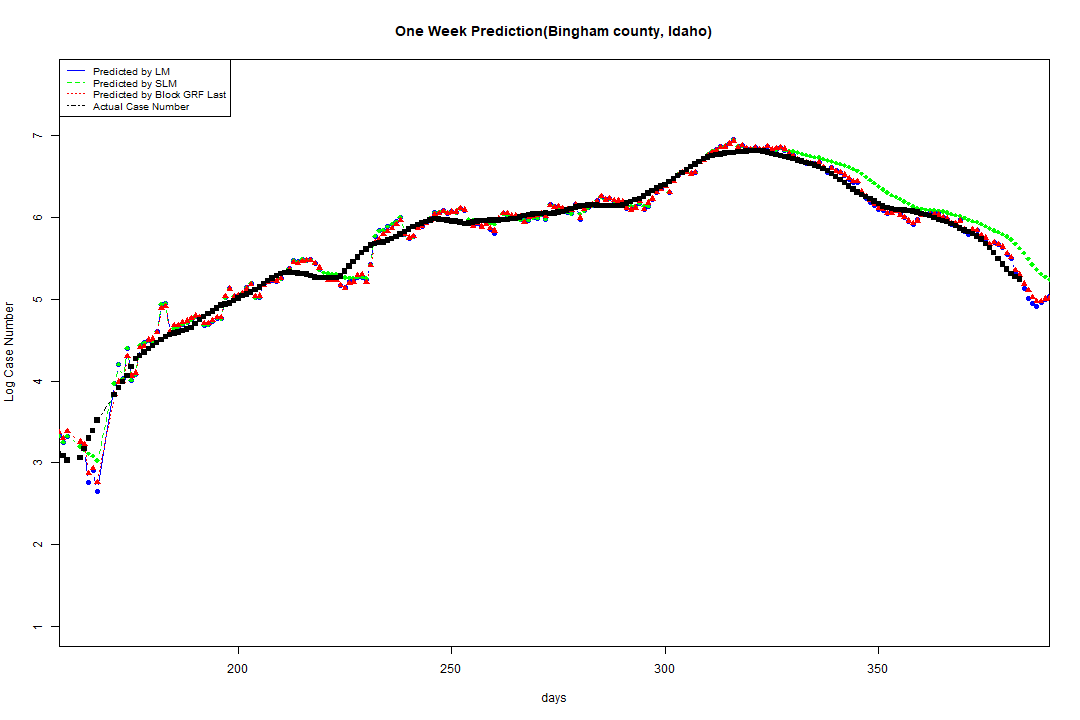 One Week Prediction(Bingham county, Idaho)
Predicted by LM
Predicted by SLM
Predicted by Block GRF Last
Actual Case Number
Log Case Number
7
6
5
4
3
2
1
200 250 300 350
days